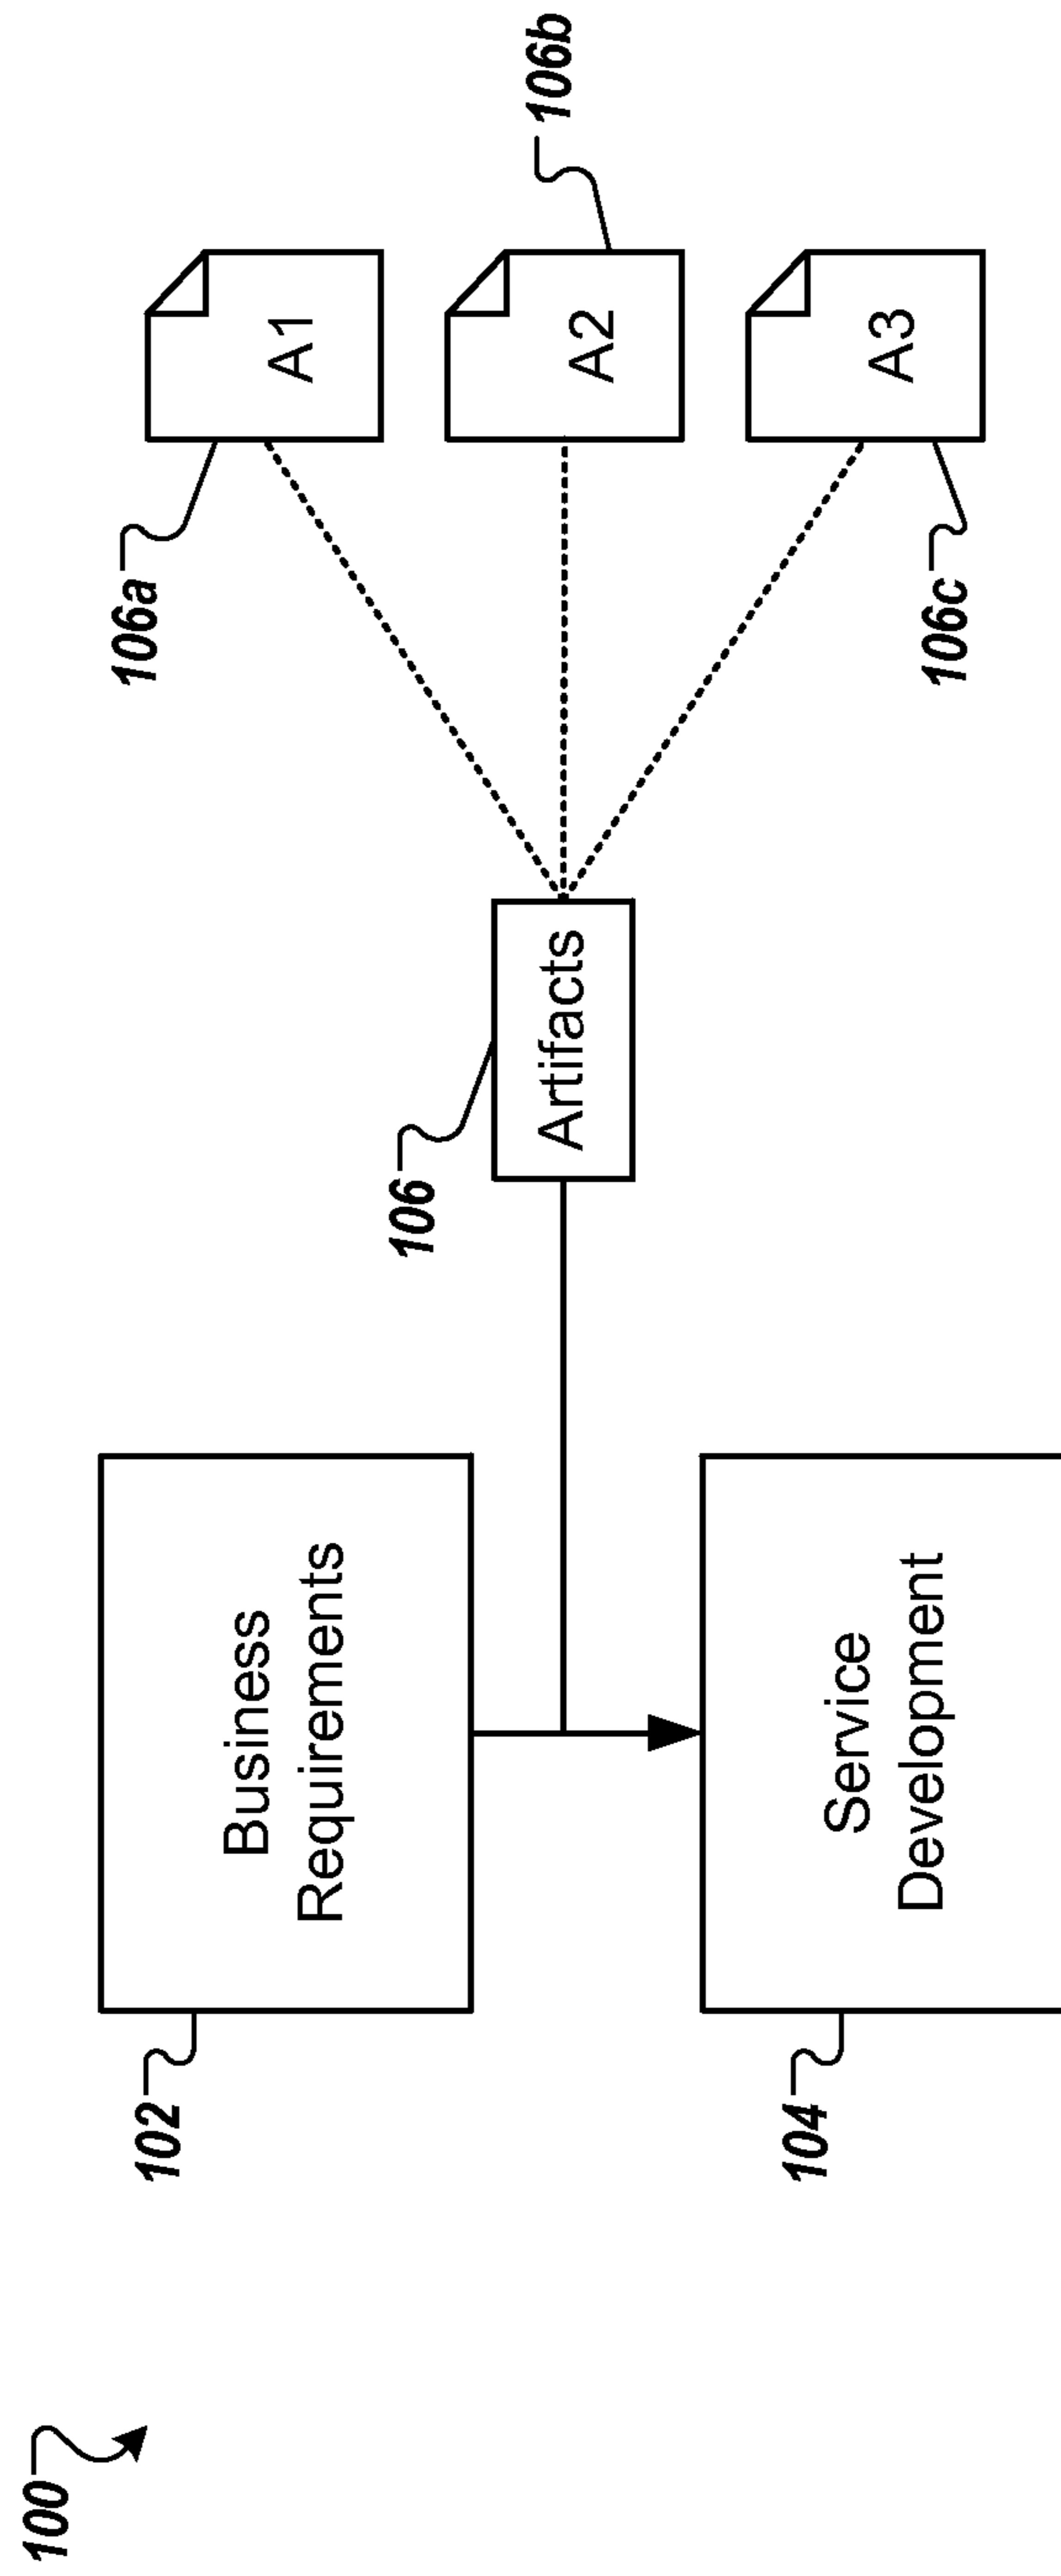 100
102
Business
Requirements
106
Artifacts
106a
A1
A2
106b
A3
106c
104
Service
Development